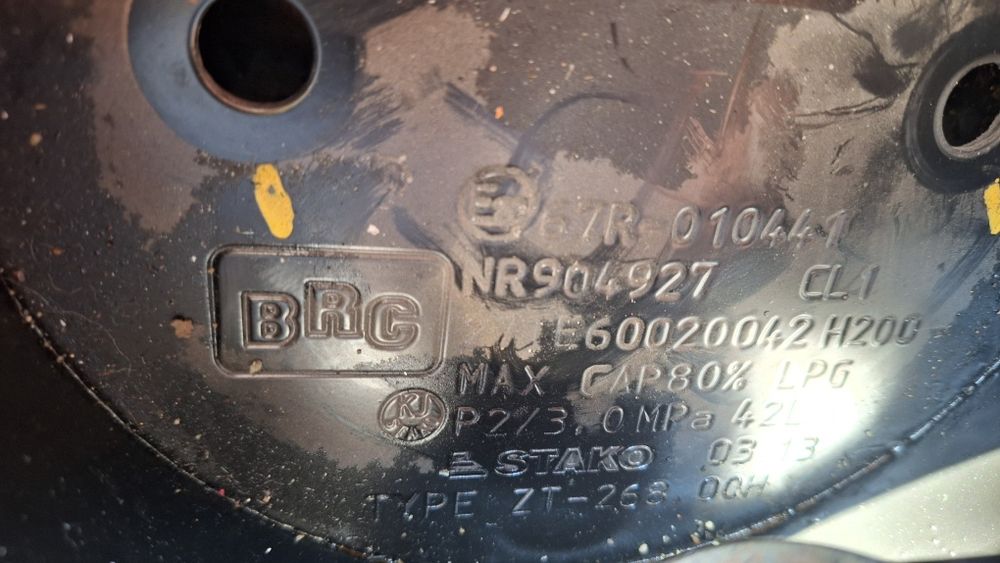 67R-010441
NR904927 CL1
BRC
E60020042 H200
MAX CAP80% LPG
KJ
P2/3.0MPa 42L
STAKO 03 13
TYPE ZT-268